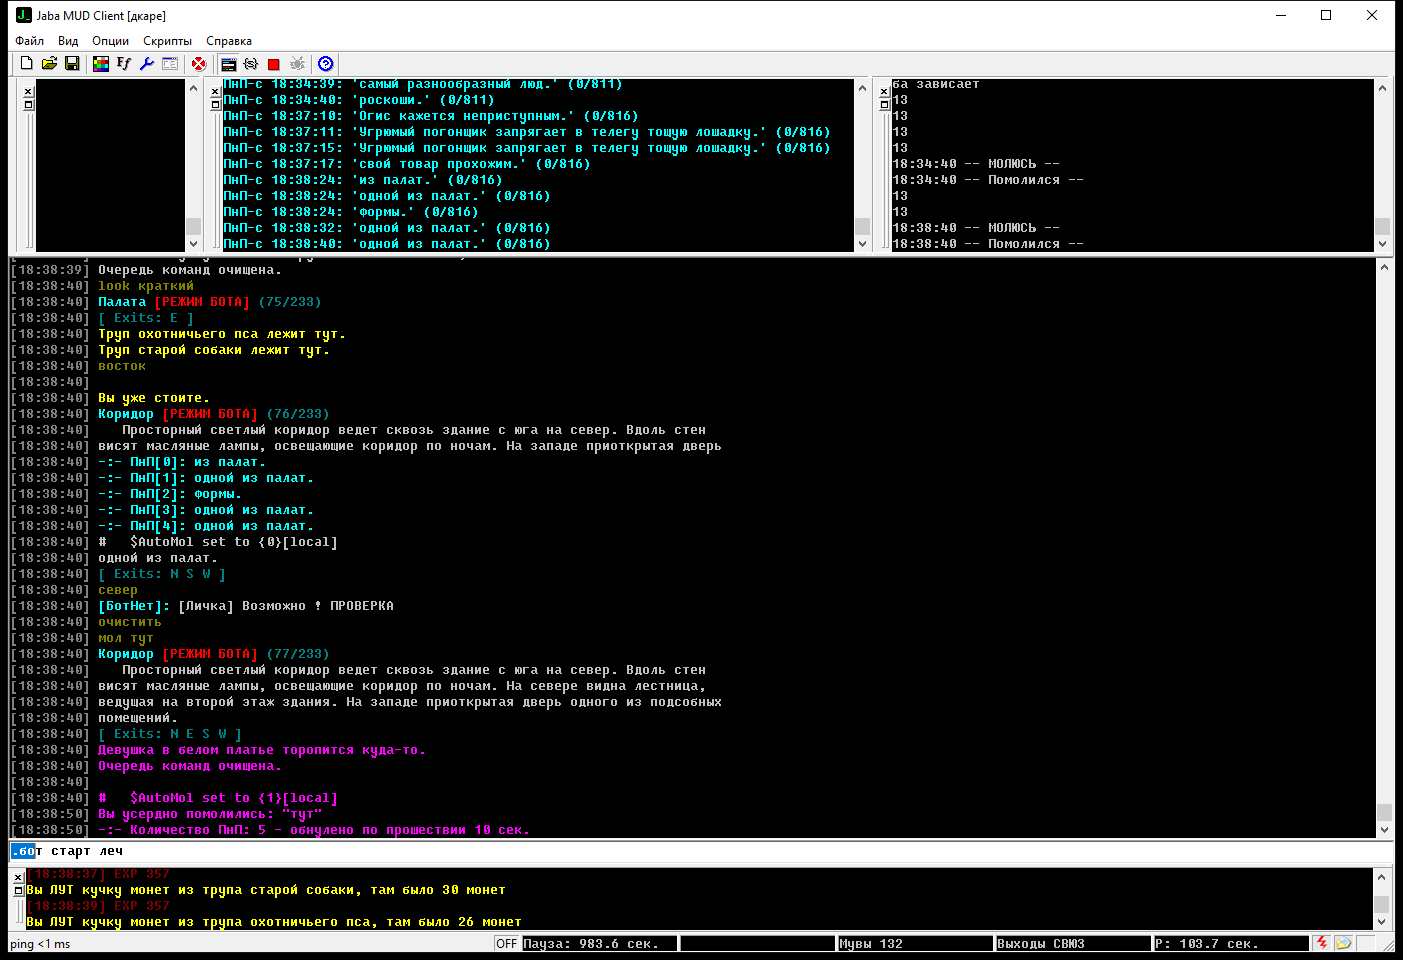 Jaba MUD Client [дкаре]
Файл Вид Опции Скрипты Справка
ПнП-с 18:34:39: 'самый разнообразный люд.' (0/811)
ПнП-с 18:34:40: 'роскоши.' (0/811)
ПнП-с 18:37:10: 'Огис кажется неприступным.' (0/816)
ПнП-с 18:37:11: 'Угрюмый погонщик запрягает в телегу тощую лошадку.' (0/816)
ПнП-с 18:37:15: 'Угрюмый погонщик запрягает в телегу тощую лошадку.' (0/816)
ПнП-с 18:37:17: 'свой товар прохожим.' (0/816)
ПнП-с 18:38:24: 'из палат.' (0/816)
ПнП-с 18:38:24: 'одной из палат.' (0/816)
ПнП-с 18:38:24: 'формы.' (0/816)
ПнП-с 18:38:32: 'одной из палат.' (0/816)
ПнП-с 18:38:40: 'одной из палат.' (0/816)
ба зависает
13
13
13
13
18:34:40 -- МОЛЮСЬ --
18:34:40 -- Помолился --
13
13
18:38:40 -- МОЛЮСЬ --
18:38:40 -- Помолился --
[18:38:39] Очередь команд очищена.
[18:38:40] look краткий
[18:38:40] Палата [РЕЖИМ БОТА] (75/233)
[18:38:40] [ Exits: E ]
[18:38:40] Труп охотничьего пса лежит тут.
[18:38:40] Труп старой собаки лежит тут.
[18:38:40] восток
[18:38:40]
[18:38:40] Вы уже стоите.
[18:38:40] Коридор [РЕЖИМ БОТА] (76/233)
[18:38:40] Просторный светлый коридор ведет сквозь здание с юга на север. Вдоль стен
[18:38:40] висят масляные лампы, освещающие коридор по ночам. На западе приоткрытая дверь
[18:38:40] -:- ПнП[0]: из палат.
[18:38:40] -:- ПнП[1]: одной из палат.
[18:38:40] -:- ПнП[2]: формы.
[18:38:40] -:- ПнП[3]: одной из палат.
[18:38:40] -:- ПнП[4]: одной из палат.
[18:38:40] # $AutoMol set to {0}[local]
[18:38:40] одной из палат.
[18:38:40] [ Exits: N S W ]
[18:38:40] север
[18:38:40] [БотНет]: [Личка] Возможно ! ПРОВЕРКА
[18:38:40] очистить
[18:38:40] мол тут
[18:38:40] Коридор [РЕЖИМ БОТА] (77/233)
[18:38:40] Просторный светлый коридор ведет сквозь здание с юга на север. Вдоль стен
[18:38:40] висят масляные лампы, освещающие коридор по ночам. На севере видна лестница,
[18:38:40] ведущая на второй этаж здания. На западе приоткрытая дверь одного из подсобных
[18:38:40] помещений.
[18:38:40] [ Exits: N E S W ]
[18:38:40] Девушка в белом платье торопится куда-то.
[18:38:40] Очередь команд очищена.
[18:38:40]
[18:38:40] # $AutoMol set to {1}[local]
[18:38:50] Вы усердно помолились: "тут"
[18:38:50] -:- Количество ПнП: 5 - обнулено по прошествии 10 сек.
.бот старт леч
[18:38:37] EXP 357
Вы ЛУТ кучку монет из трупа старой собаки, там было 30 монет
[18:38:39] EXP 357
Вы ЛУТ кучку монет из трупа охотничьего пса, там было 26 монет
ping <1 ms OFF Пауза: 983.6 сек. Мувы 132 Выходы СВЮЗ Р: 103.7 сек.